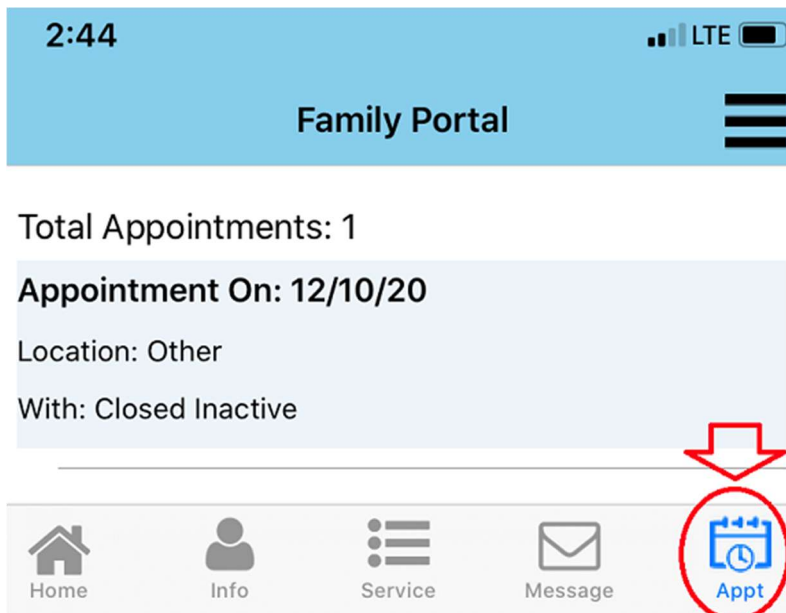 2:44 LTE
Family Portal
Total Appointments: 1
Appointment On: 12/10/20
Location: Other
With: Closed Inactive
Home Info Service Message Appt